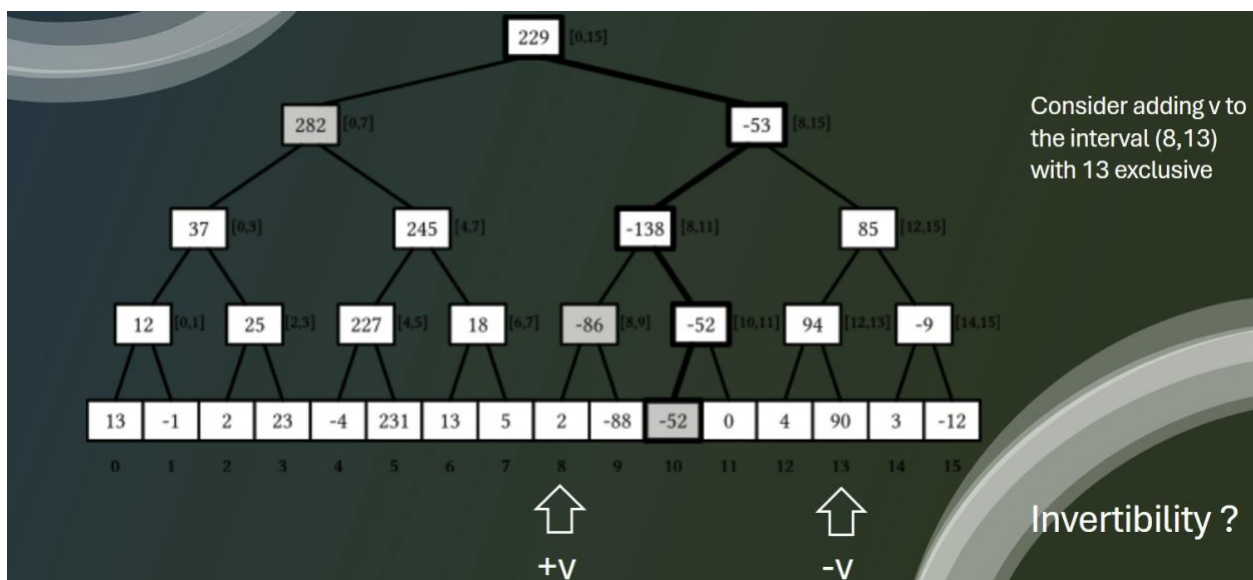 229 [0,15]
282 [0,7] -53 [8,15]
Consider adding v to
the interval (8,13)
with 13 exclusive
37 [0,3] 245 [4,7] -138 [8,11] 85 [12,15]
12 [0,1] 25 [2,3] 227 [4,5] 18 [6,7] -86 [8,9] -52 [10,11] 94 [12,13] -9 [14,15]
13 -1 2 23 -4 231 13 5 2 -88 -52 0 4 90 3 -12
0 1 2 3 4 5 6 7 8 9 10 11 12 13 14 15
Invertibility ?
+v -v